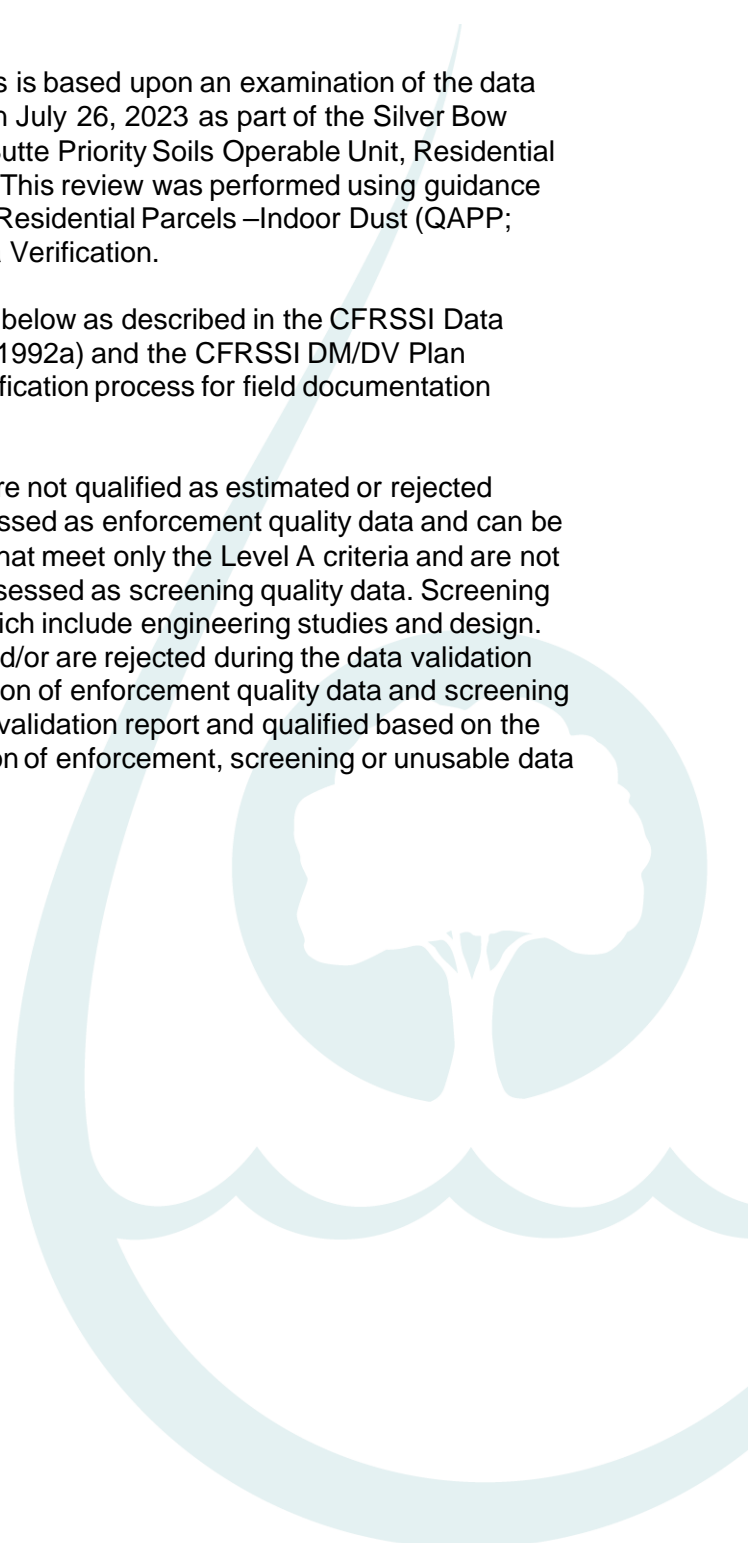 s is based upon an examination of the data
n July 26, 2023 as part of the Silver Bow
utte Priority Soils Operable Unit, Residential
This review was performed using guidance
Residential Parcels –Indoor Dust (QAPP;
Verification.
below as described in the CFRSSI Data
1992a) and the CFRSSI DM/DV Plan
fication process for field documentation
re not qualified as estimated or rejected
ssed as enforcement quality data and can be
hat meet only the Level A criteria and are not
sessed as screening quality data. Screening
ich include engineering studies and design.
d/or are rejected during the data validation
on of enforcement quality data and screening
validation report and qualified based on the
on of enforcement, screening or unusable data